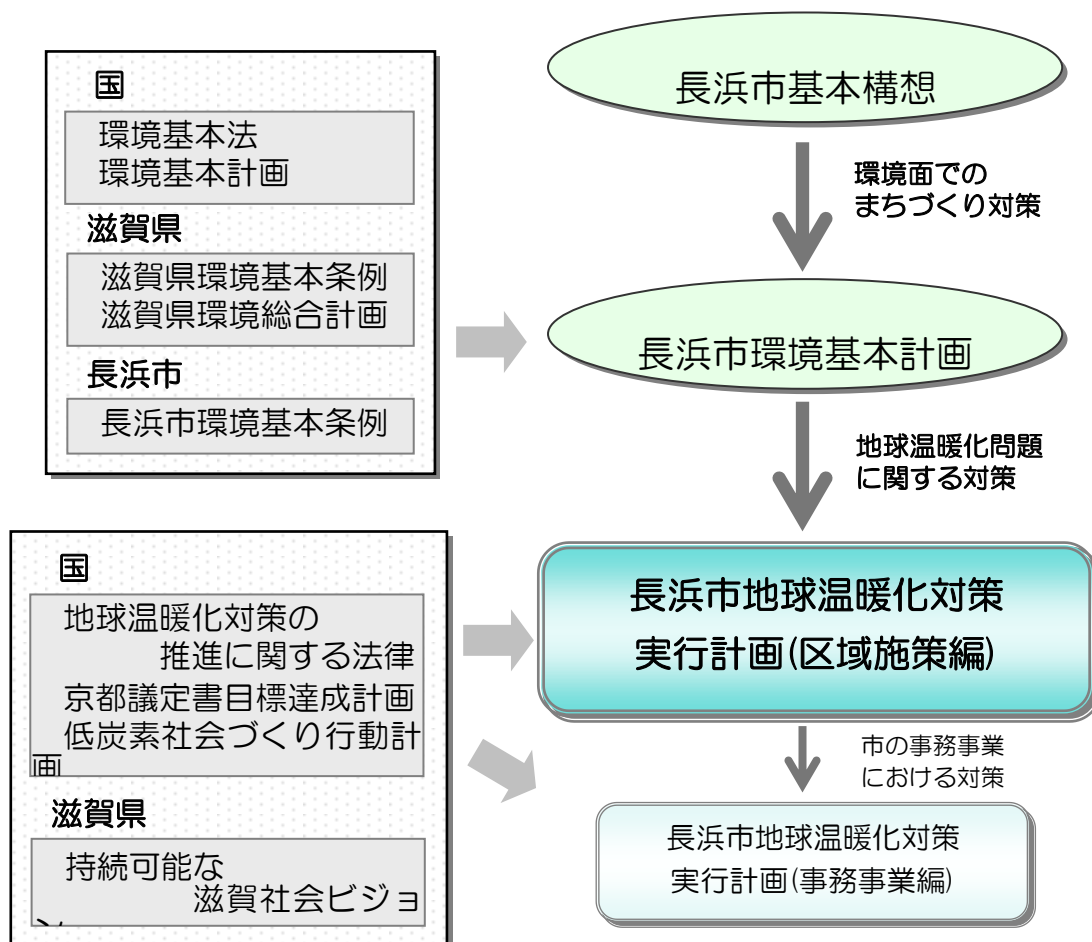 国
環境基本法
環境基本計画
滋賀県
滋賀県環境基本条例
滋賀県環境総合計画
長浜市
長浜市環境基本条例
国
地球温暖化対策の
推進に関する法律
京都議定書目標達成計画
低炭素社会づくり行動計
画
滋賀県
持続可能な
滋賀社会ビジョ
長浜市基本構想
環境面での
まちづくり対策
長浜市環境基本計画
地球温暖化問題
に関する対策
長浜市地球温暖化対策
実行計画(区域施策編)
市の事務事業
における対策
長浜市地球温暖化対策
実行計画(事務事業編)